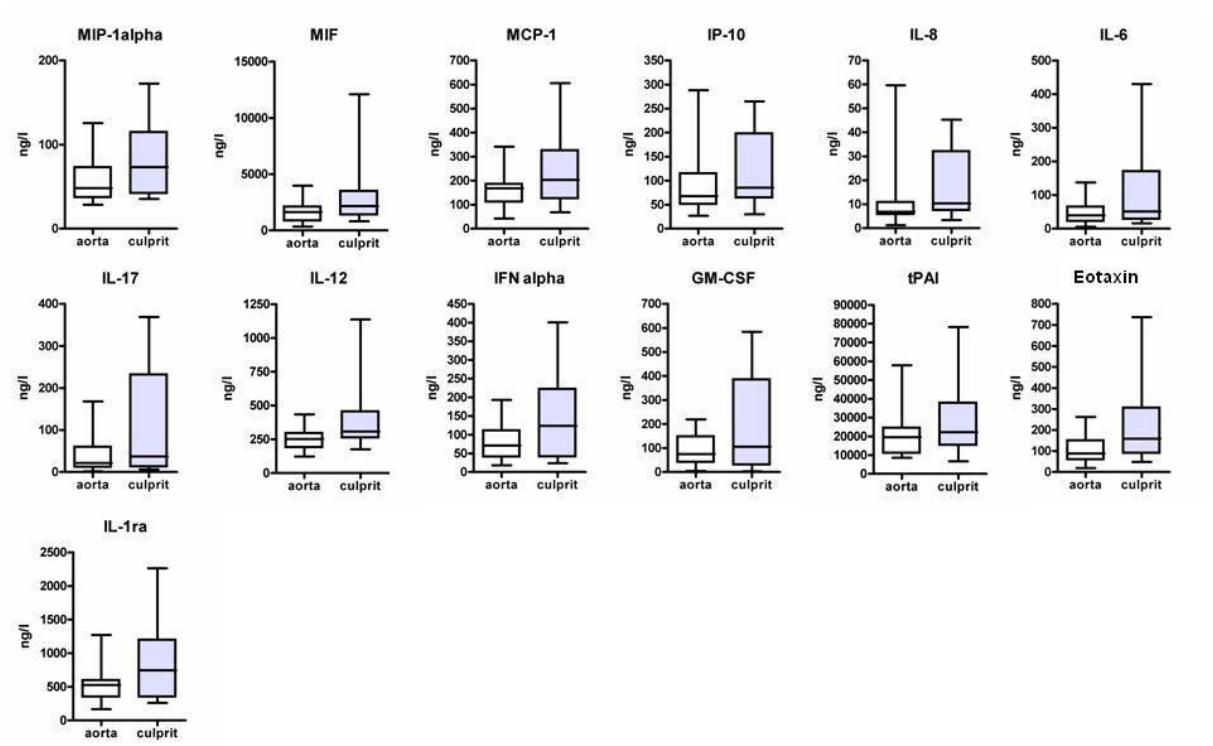 MIP-1alpha
200
100
0
ng/l
aorta culprit
MIF
15000
10000
5000
0
ng/l
aorta culprit
MCP-1
700
600
500
400
300
200
100
0
ng/l
aorta culprit
IP-10
350
300
250
200
150
100
50
0
ng/l
aorta culprit
IL-8
70
60
50
40
30
20
10
0
ng/l
aorta culprit
IL-6
500
400
300
200
100
0
ng/l
aorta culprit
IL-17
400
300
200
100
0
ng/l
aorta culprit
IL-12
1250
1000
750
500
250
0
ng/l
aorta culprit
IFN alpha
450
400
350
300
250
200
150
100
50
0
ng/l
aorta culprit
GM-CSF
700
600
500
400
300
200
100
0
ng/l
aorta culprit
tPAI
90000
80000
70000
60000
50000
40000
30000
20000
10000
0
ng/l
aorta culprit
Eotaxin
800
700
600
500
400
300
200
100
0
ng/l
aorta culprit
IL-1ra
2500
2000
1500
1000
500
0
ng/l
aorta culprit